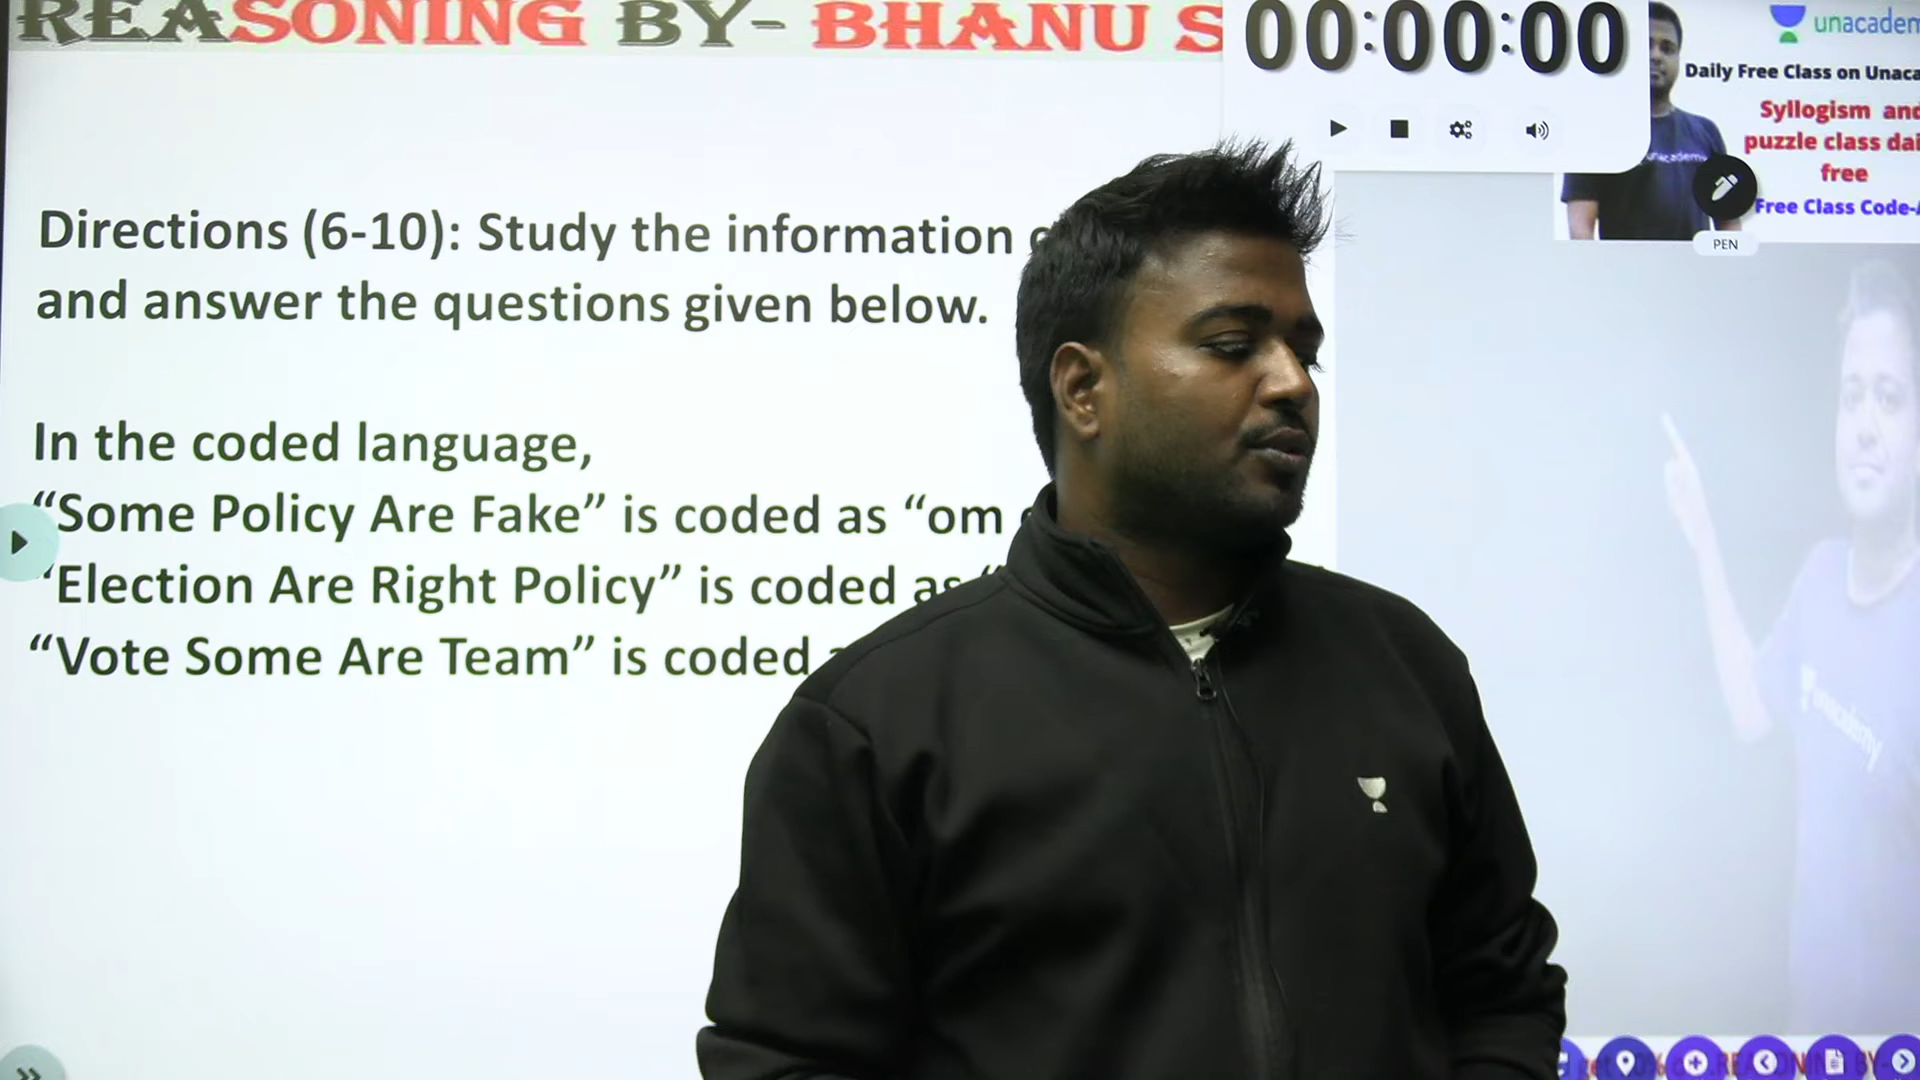 REASONING BY- BHANU S
00:00:00
unacadem
Daily Free Class on Unaca
Syllogism and
puzzle class dai
free
Free Class Code-
PEN
Directions (6-10): Study the information
and answer the questions given below.
In the coded language,
“Some Policy Are Fake” is coded as “om
“Election Are Right Policy” is coded as “
“Vote Some Are Team” is coded
unacademy